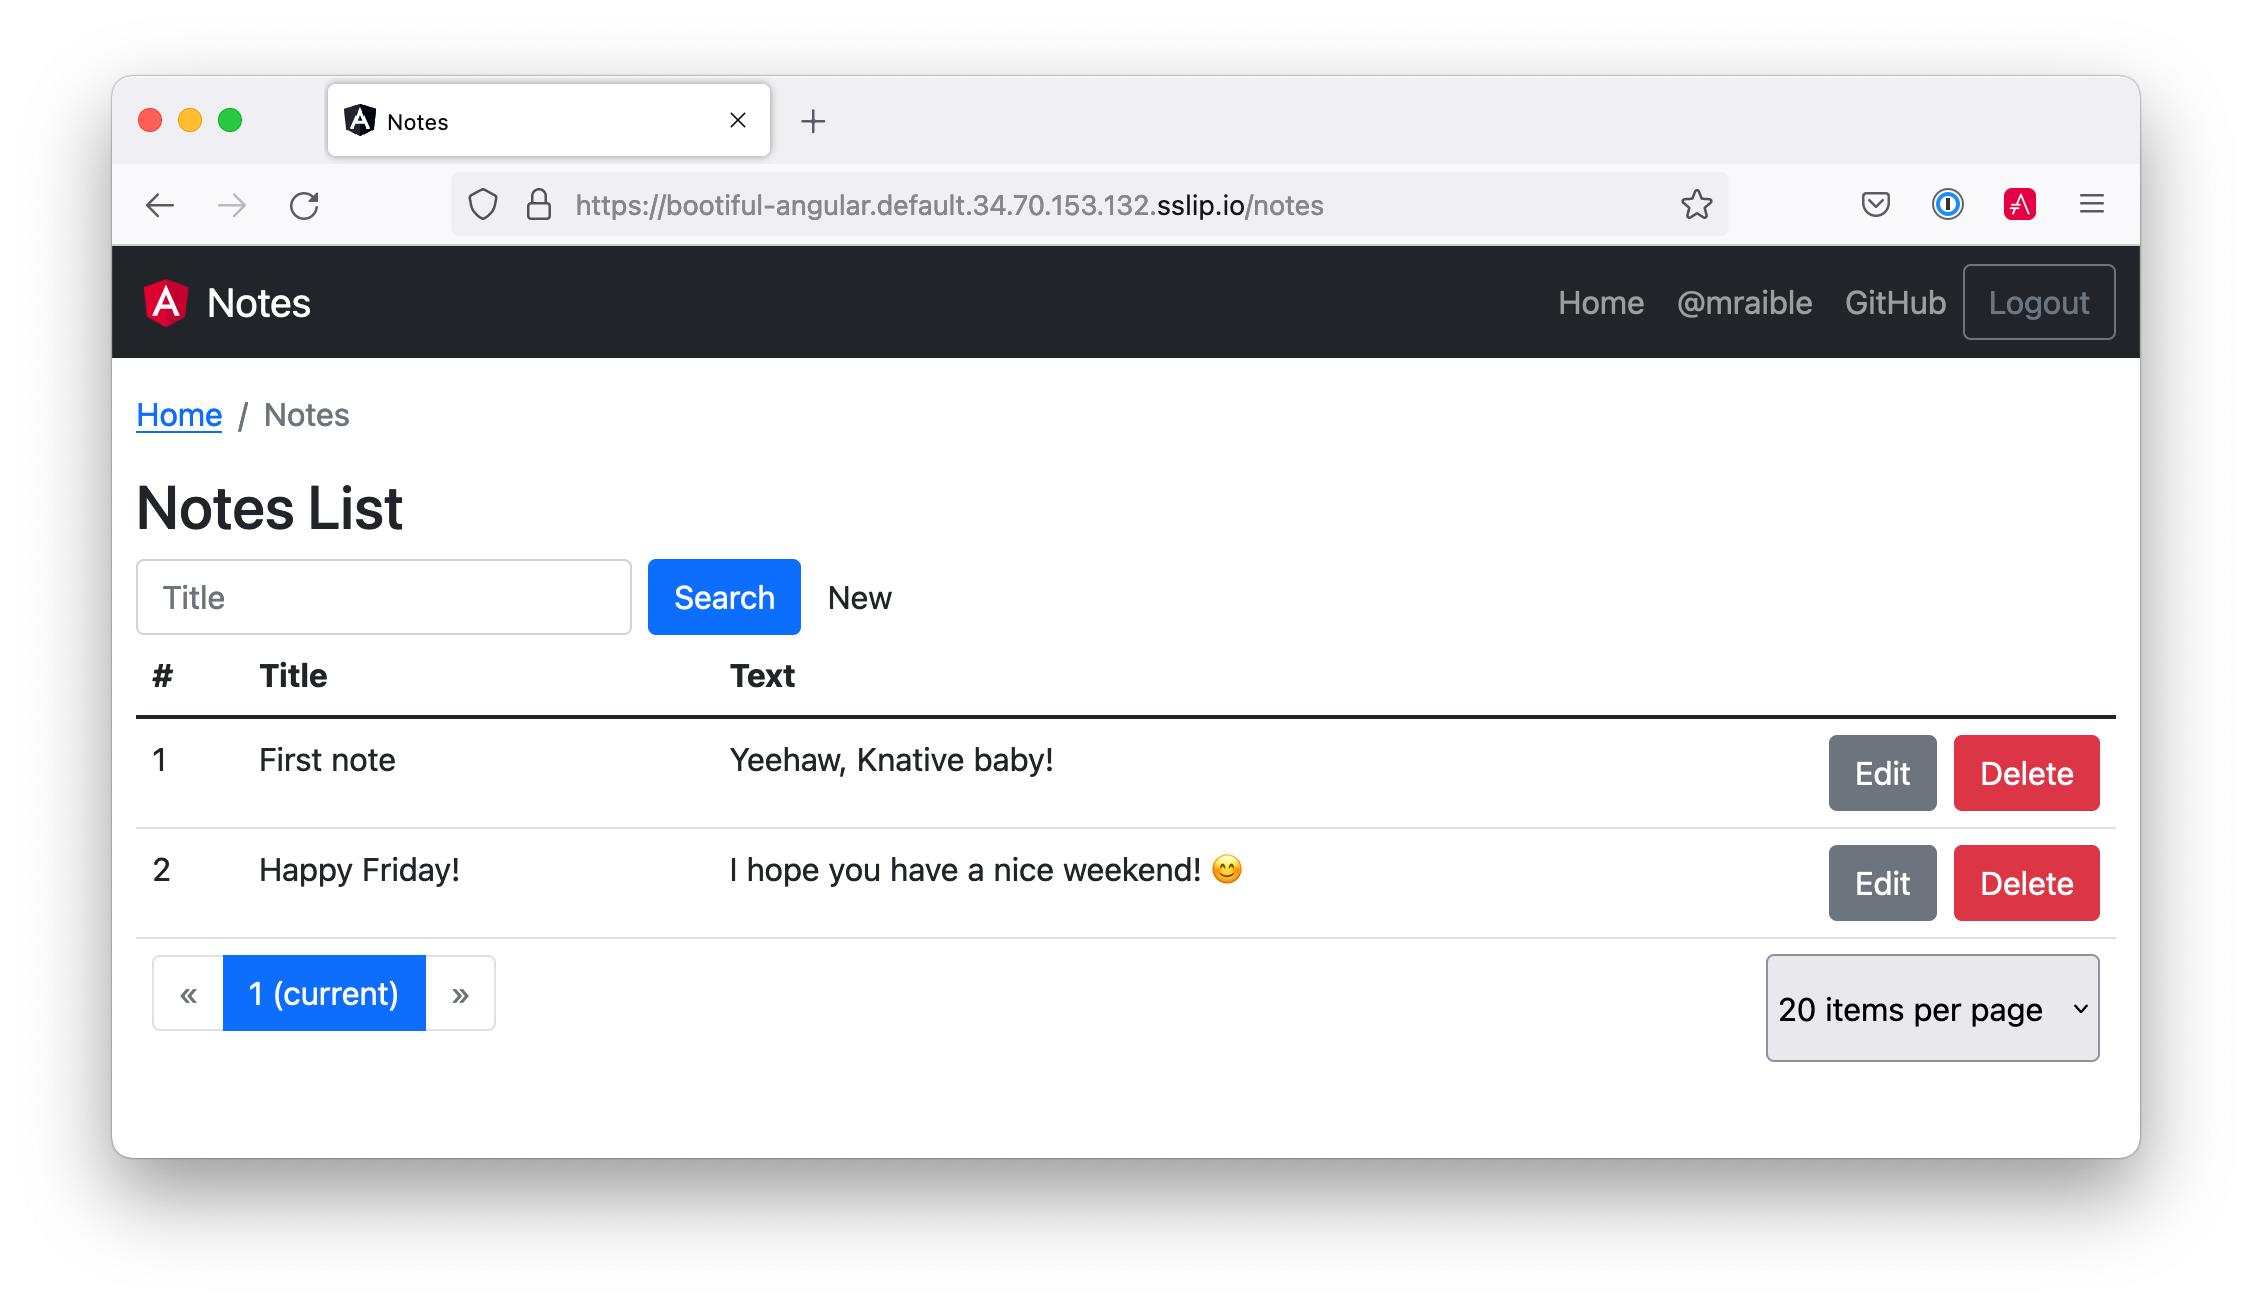 Notes
https://bootiful-angular.default.34.70.153.132.sslip.io/notes
Notes Home @mraible GitHub Logout
Home / Notes
Notes List
Title Search New
# Title Text
1 First note Yeehaw, Knative baby! Edit Delete
2 Happy Friday! I hope you have a nice weekend! 😊 Edit Delete
« 1 (current) » 20 items per page